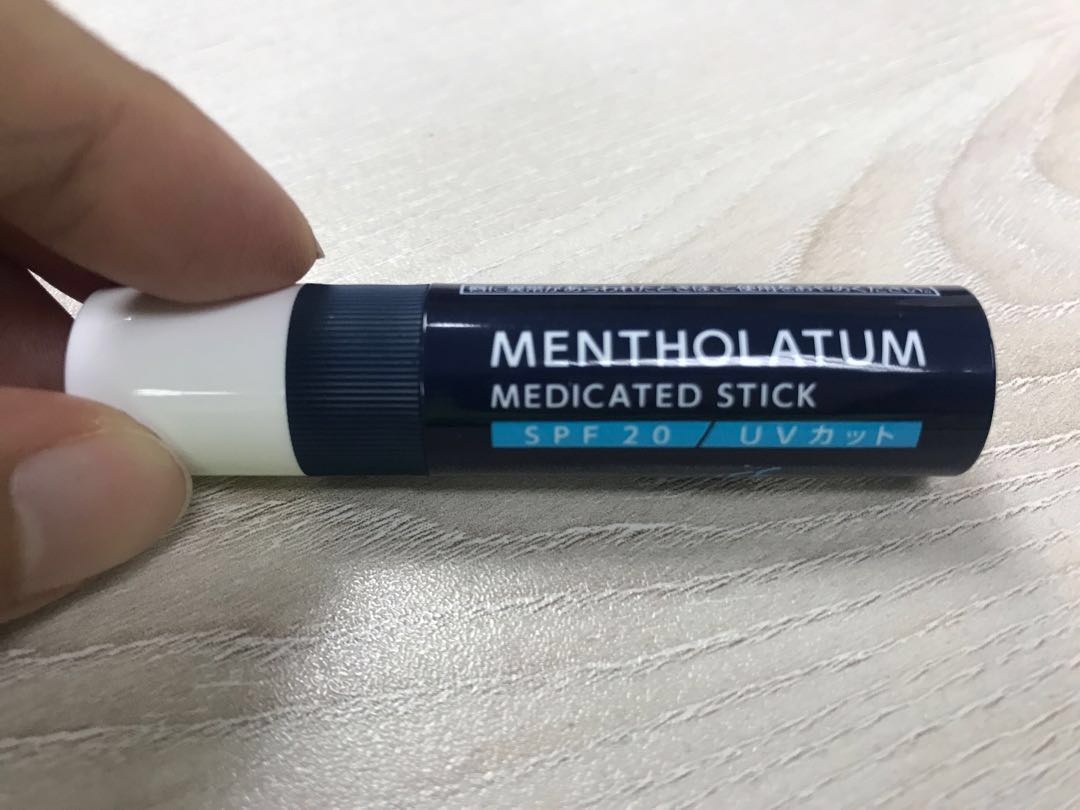 MENTHOLATUM
MEDICATED STICK
SPF 20 / UVカット